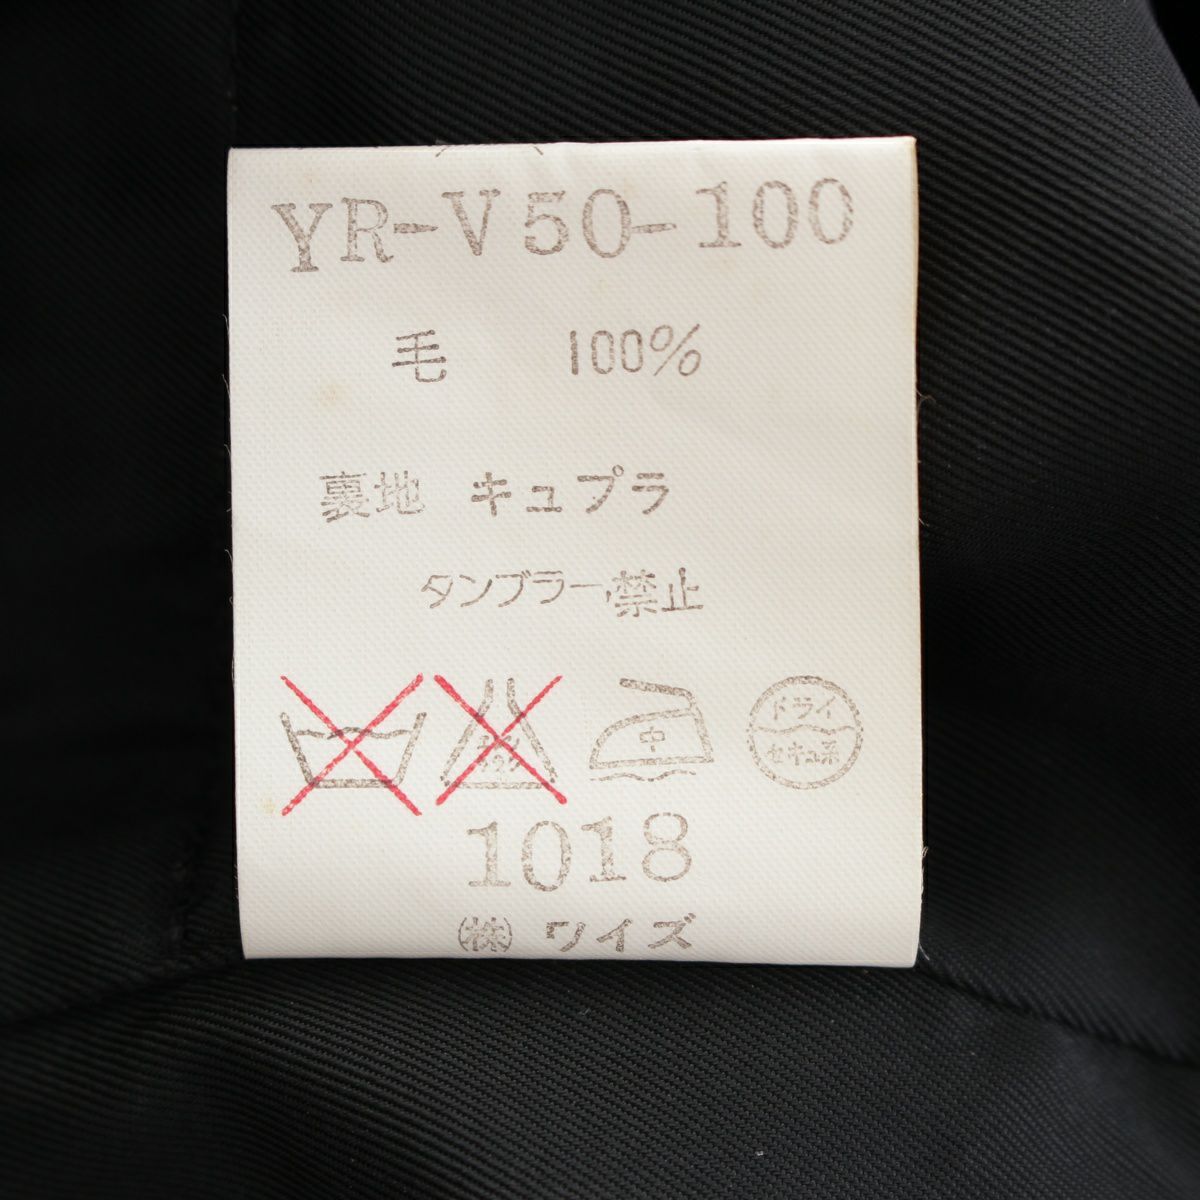 YR-V50-100
毛 100%
裏地 キュプラ
タンブラー禁止
中
ドライ
セキユ系
1018
㈱ ワイズ